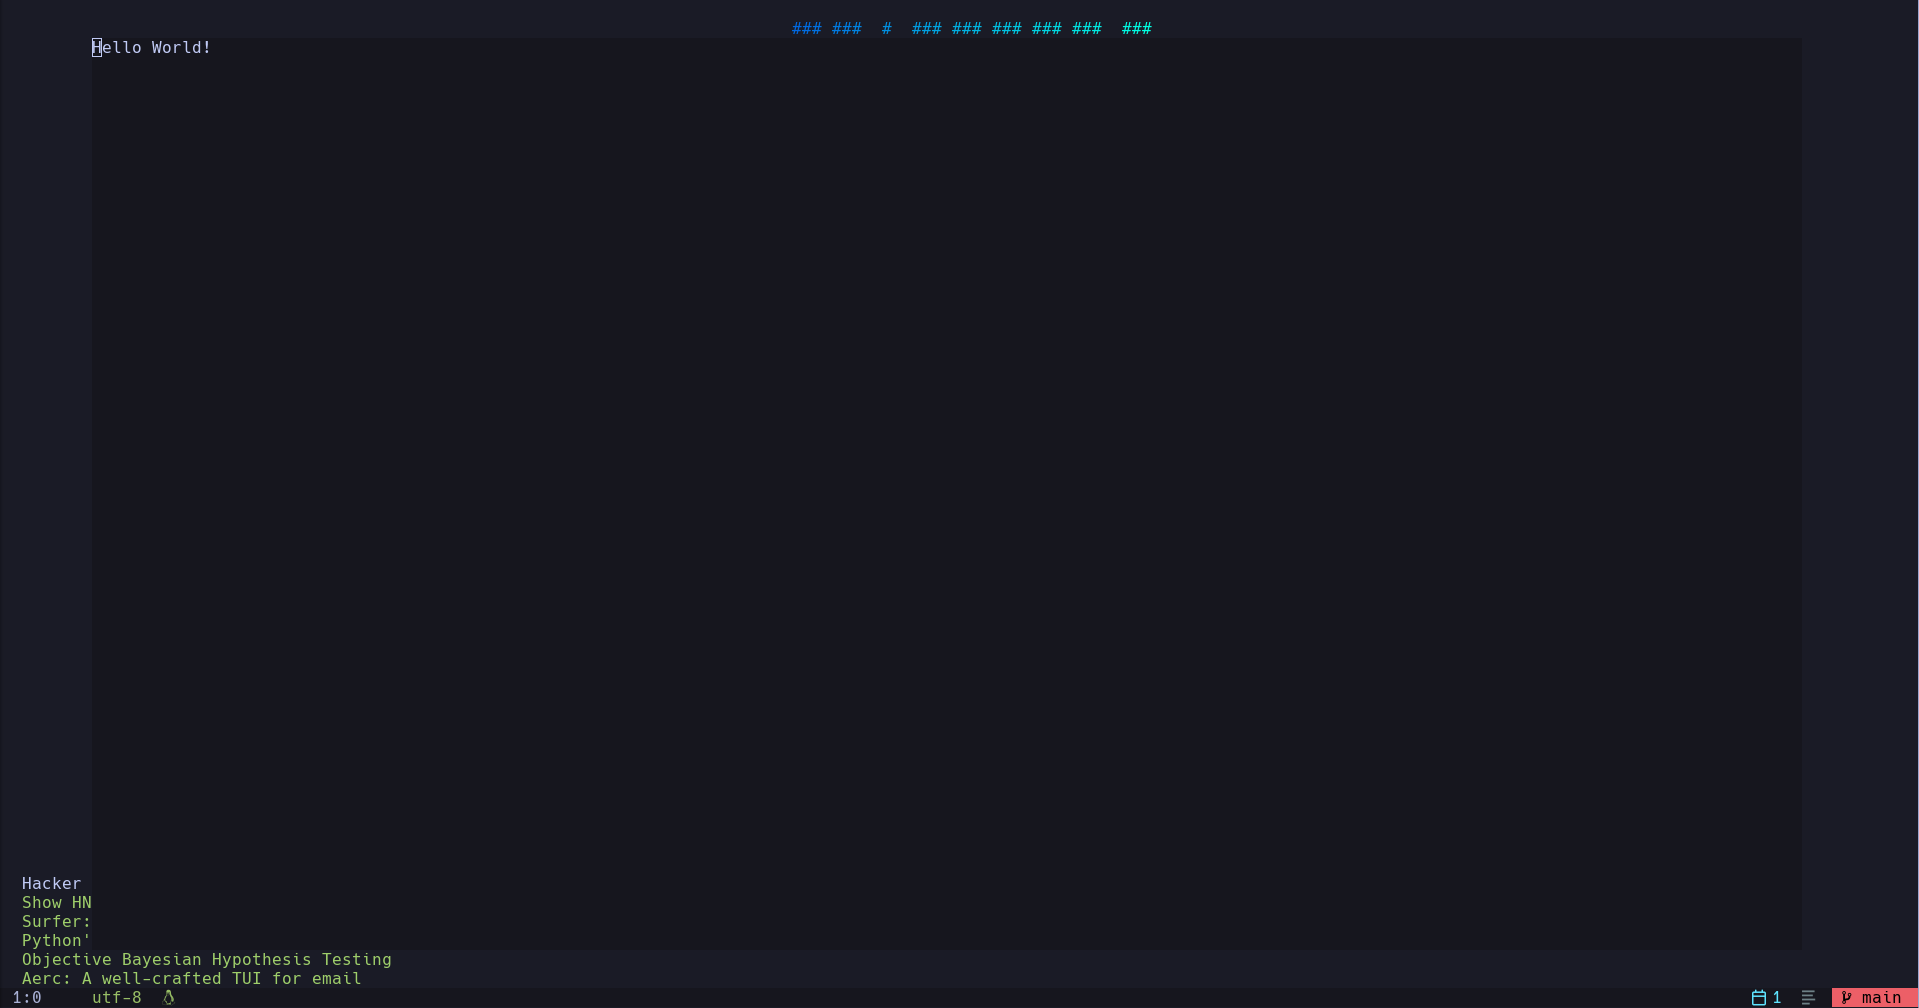 ### ###  #  ### ### ### ### ###  ###
Hello World!
Hacker
Show HN
Surfer:
Python'
Objective Bayesian Hypothesis Testing
Aerc: A well-crafted TUI for email
1:0 utf-8 1 main